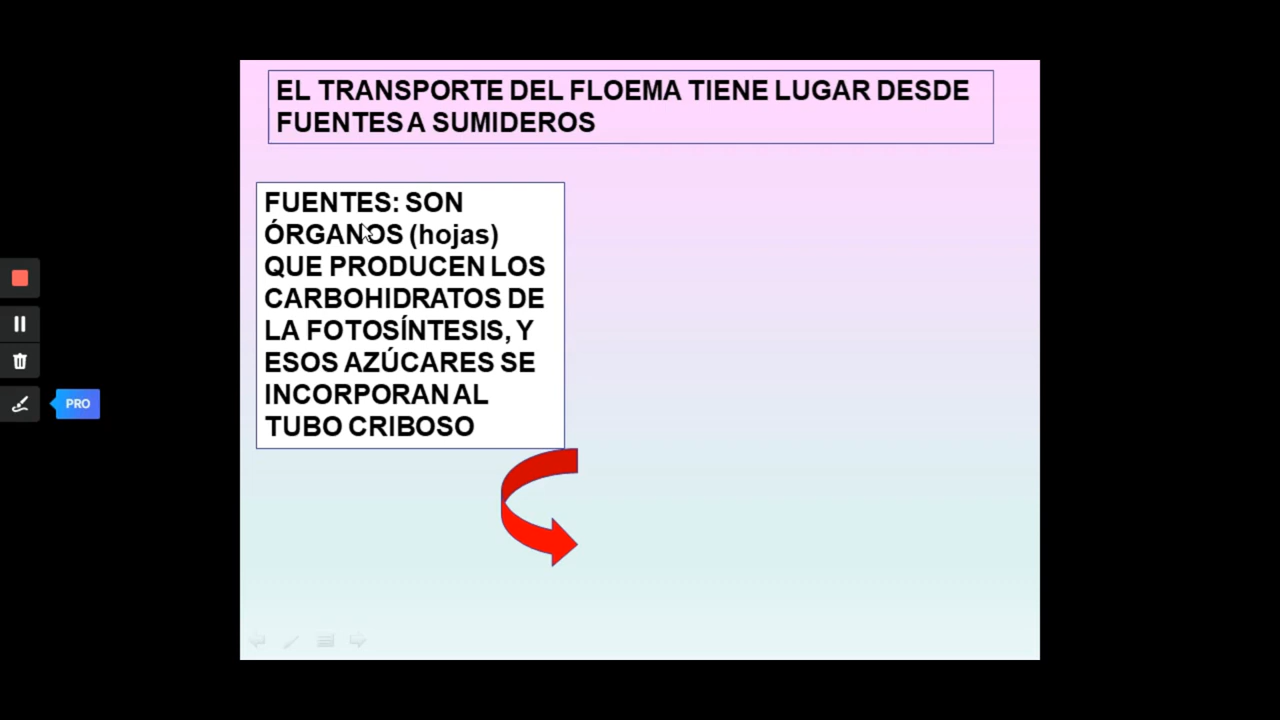 EL TRANSPORTE DEL FLOEMA TIENE LUGAR DESDE
FUENTES A SUMIDEROS
FUENTES: SON
ÓRGANOS (hojas)
QUE PRODUCEN LOS
CARBOHIDRATOS DE
LA FOTOSÍNTESIS, Y
ESOS AZÚCARES SE
INCORPORAN AL
TUBO CRIBOSO
PRO